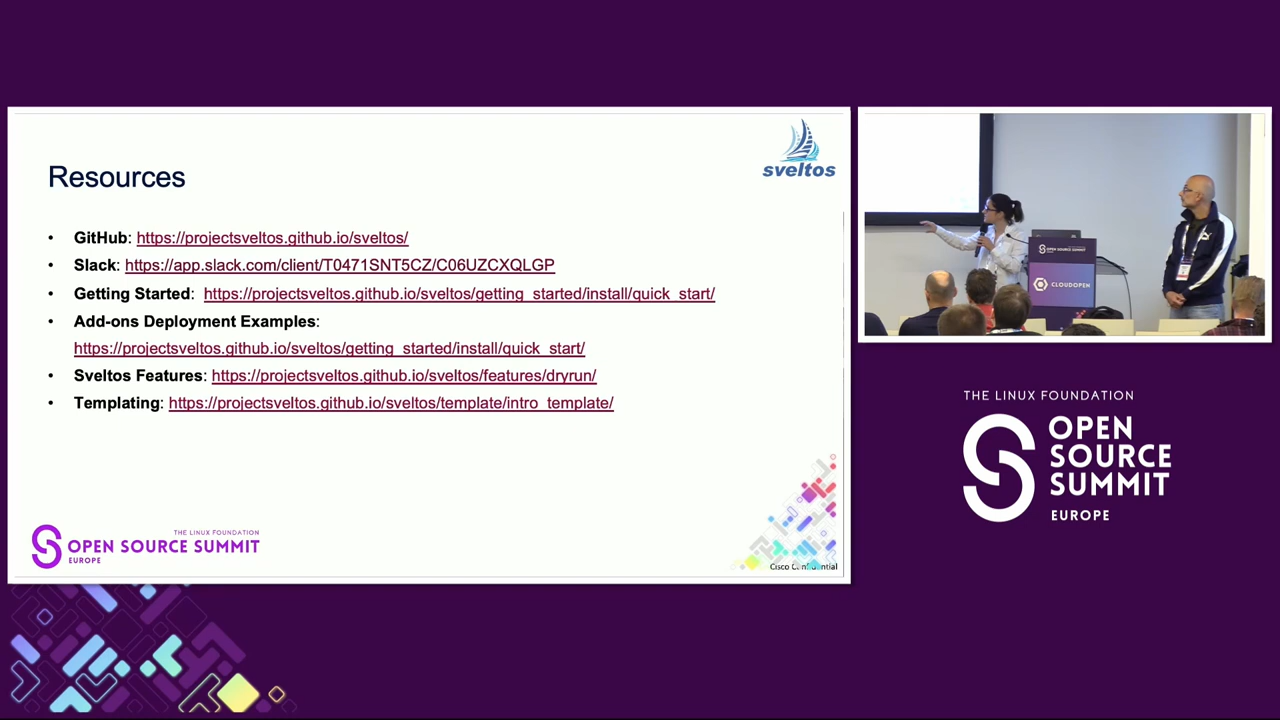 Resources
sveltos
• GitHub: https://projectsveltos.github.io/sveltos/
• Slack: https://app.slack.com/client/T0471SNT5CZ/C06UZCXQLGP
• Getting Started: https://projectsveltos.github.io/sveltos/getting_started/install/quick_start/
• Add-ons Deployment Examples:
https://projectsveltos.github.io/sveltos/getting_started/install/quick_start/
• Sveltos Features: https://projectsveltos.github.io/sveltos/features/dryrun/
• Templating: https://projectsveltos.github.io/sveltos/template/intro_template/
THE LINUX FOUNDATION
OPEN SOURCE SUMMIT
EUROPE
Cisco Confidential
OPEN SOURCE SUMMIT
CLOUDOPEN
THE LINUX FOUNDATION
OPEN
SOURCE
SUMMIT
EUROPE